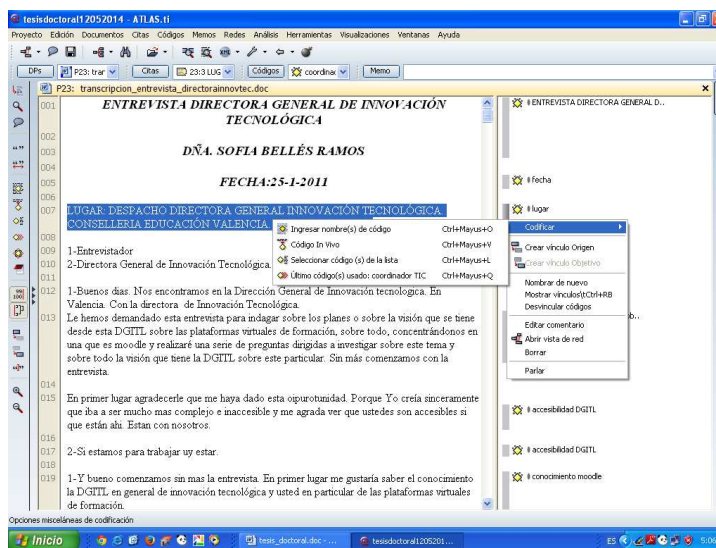 tesisdoctoral12052014 - ATLAS.ti
Proyecto Edición Documentos Citas Códigos Memos Redes Análisis Herramientas Visualizaciones Ventanas Ayuda
DPs P23: trar Citas 23:3 LUG Códigos coordinac Memo
P23: transcripcion_entrevista_directorainnovtec.doc
001 ENTREVISTA DIRECTORA GENERAL DE INNOVACIÓN
TECNOLÓGICA
002
003 DÑA. SOFIA BELLÉS RAMOS
004
005 FECHA:25-1-2011
006
007 LUGAR: DESPACHO DIRECTORA GENERAL INNOVACIÓN TECNOLÓGICA.
CONSELLERIA EDUCACIÓN VALENCIA
008
009 1-Entrevistador
010 2-Directora General de Innovación Tecnológica.
011
012 1-Buenos dias. Nos encontramos en la Dirección General de Innovación tecnologica. En
Valencia. Con la directora de Innovación Tecnológica.
013 Le hemos demandado esta entrevista para indagar sobre los planes o sobre la visión que se tiene
desde esta DGITL sobre las plataformas virtuales de formación, sobre todo, concentrándonos en
una que es moodle y realizaré una serie de preguntas dirigidas a investigar sobre este tema y
sobre todo la visión que tiene la DGITL sobre este particular. Sin más comenzamos con la
entrevista.
014
015 En primer lugar agradecerle que me haya dado esta oipurotunidad. Porque Yo creía sinceramente
que iba a ser mucho mas complejo e inaccesible y me agrada ver que ustedes son accesibles si
que están ahi. Estan con nosotros.
016
017 2-Si estamos para trabajar uy estar.
018
019 1-Y bueno comenzamos sin mas la entrevista. En primer lugar me gustaría saber el conocimiento
la DGITL en general de innovación tecnológica y usted en particular de las plataformas virtuales
de formación.
ENTREVISTA DIRECTORA GENERAL D..
fecha
lugar
Codificar
Crear vínculo Origen
Crear vínculo Objetivo
Nombrar de nuevo
Mostrar vínculos\tCtrl+RB
Desvincular códigos
Editar comentario
Abrir vista de red
Borrar
Parlar
Ingresar nombre(s) de código Ctrl+Mayus+O
Código In Vivo Ctrl+Mayus+V
Seleccionar código (s) de la lista Ctrl+Mayus+L
Último código(s) usado: coordinador TIC Ctrl+Mayus+Q
b..
accesibilidad DGITL
accesibilidad DGITL
conocimiento moodle
Opciones misceláneas de codificación
Inicio tesis_doctoral.doc - ... tesisdoctoral1205201... ES 5:06